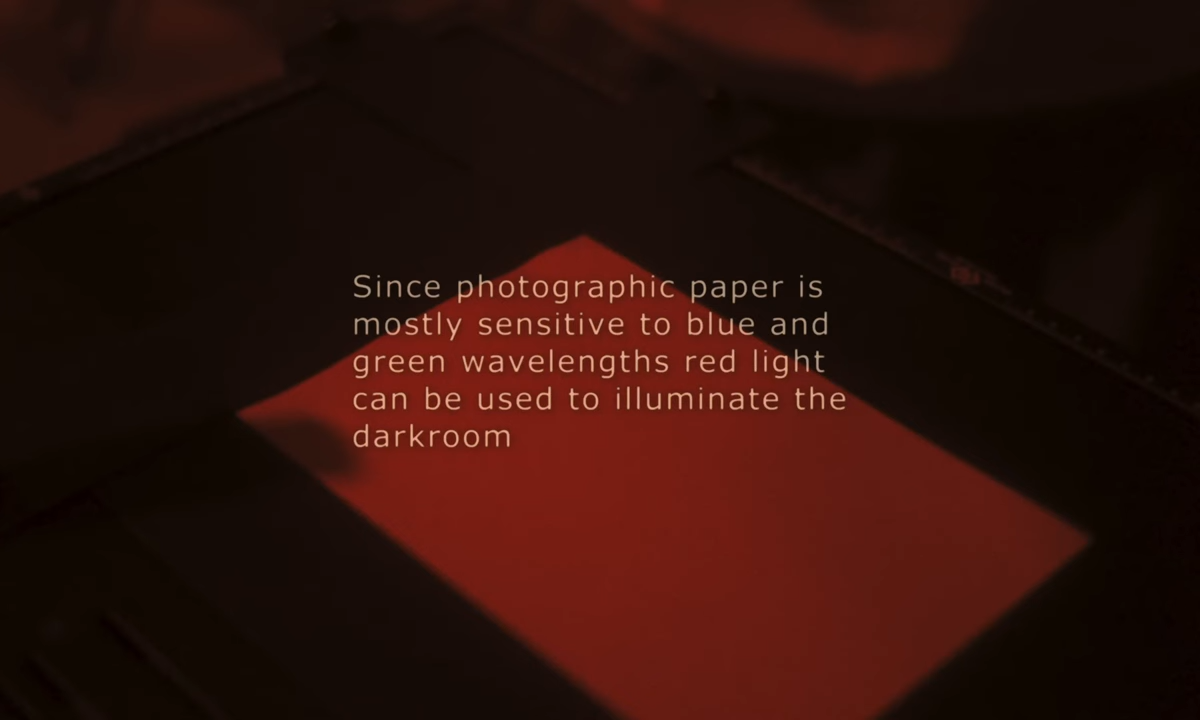 Since photographic paper is
mostly sensitive to blue and
green wavelengths red light
can be used to illuminate the
darkroom